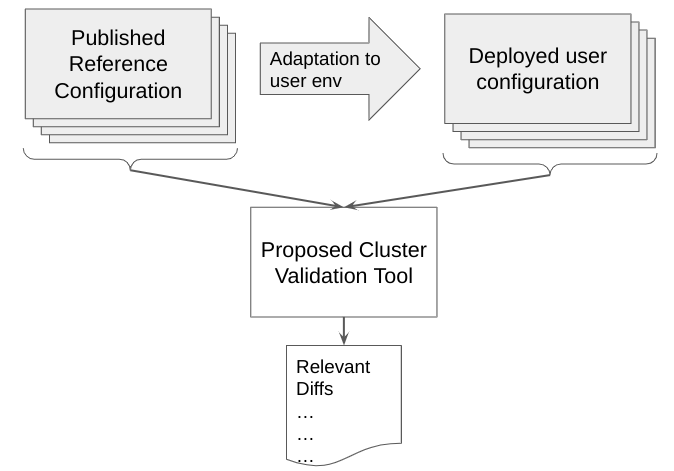 Published
Reference
Configuration
Adaptation to
user env
Deployed user
configuration
Proposed Cluster
Validation Tool
Relevant
Diffs
...
...
...